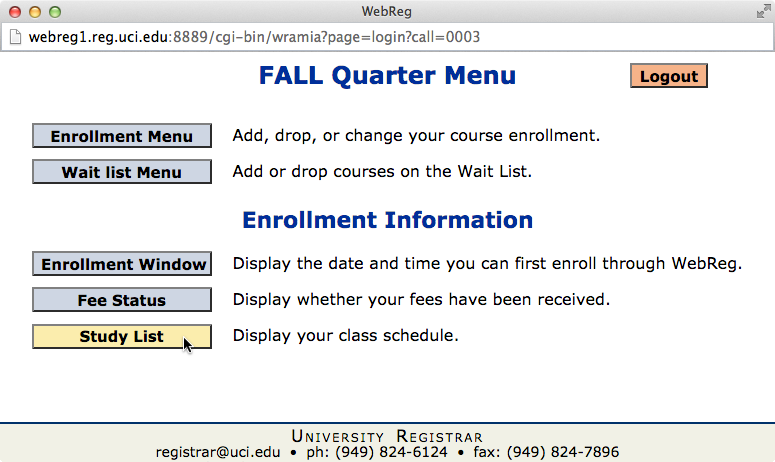 WebReg
webreg1.reg.uci.edu:8889/cgi-bin/wramia?page=login?call=0003
FALL Quarter Menu
Logout
Enrollment Menu Add, drop, or change your course enrollment.
Wait list Menu Add or drop courses on the Wait List.
Enrollment Information
Enrollment Window Display the date and time you can first enroll through WebReg.
Fee Status Display whether your fees have been received.
Study List Display your class schedule.
University Registrar
registrar@uci.edu • ph: (949) 824-6124 • fax: (949) 824-7896